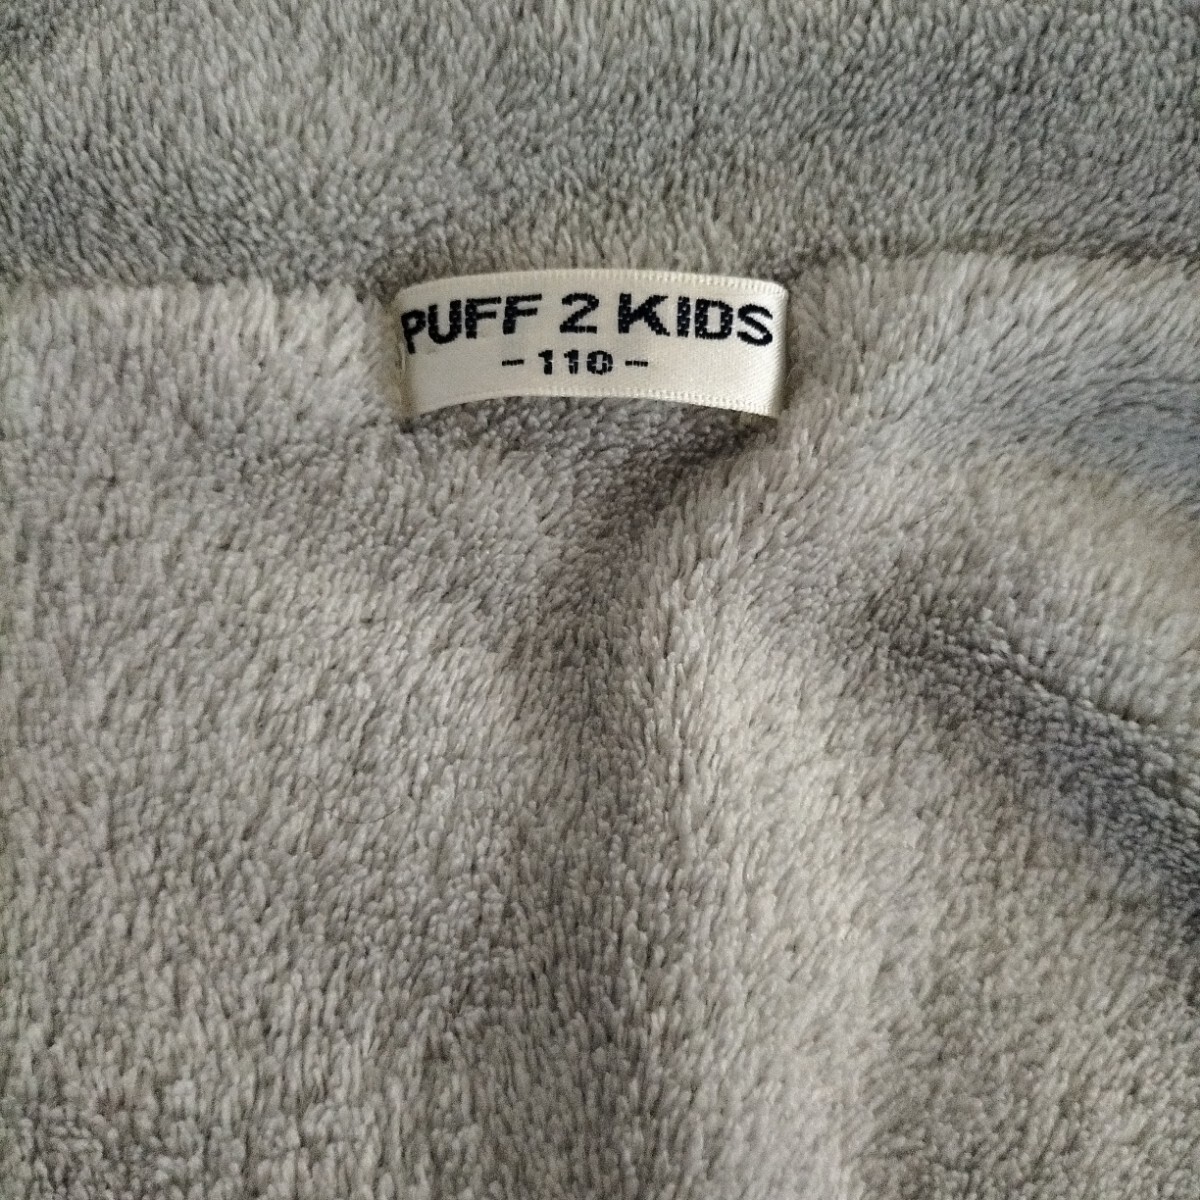 PUFF 2 KIDS
- 110 -